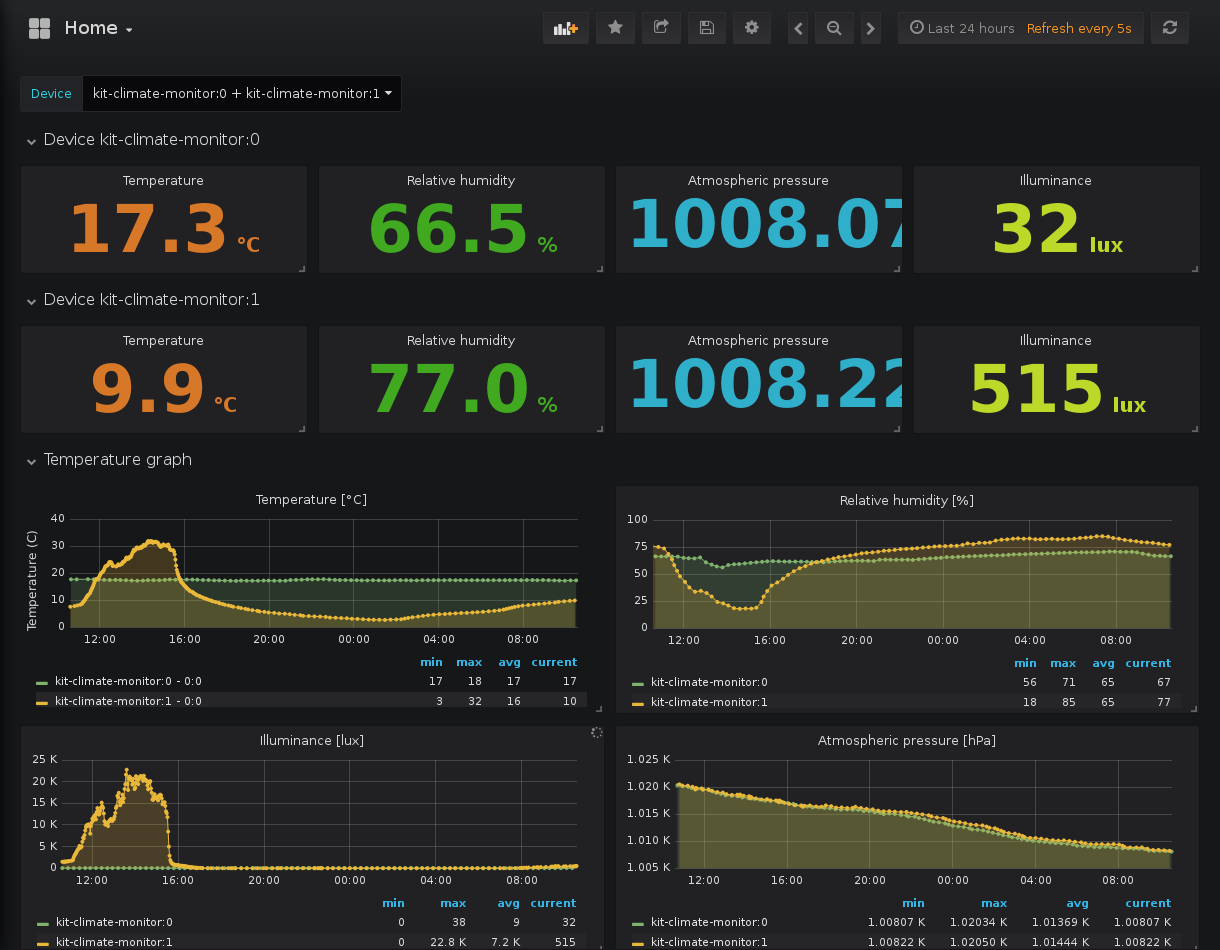 Home
Last 24 hours Refresh every 5s
Device kit-climate-monitor:0 + kit-climate-monitor:1
Device kit-climate-monitor:0
Temperature Relative humidity Atmospheric pressure Illuminance
17.3 °C 66.5 % 1008.07 32 lux
Device kit-climate-monitor:1
Temperature Relative humidity Atmospheric pressure Illuminance
9.9 °C 77.0 % 1008.22 515 lux
Temperature graph
Temperature [°C]
Temperature (C)
40
30
20
10
0
12:00 16:00 20:00 00:00 04:00 08:00
min max avg current
kit-climate-monitor:0 - 0:0 17 18 17 17
kit-climate-monitor:1 - 0:0 3 32 16 10
Relative humidity [%]
100
75
50
25
0
12:00 16:00 20:00 00:00 04:00 08:00
min max avg current
kit-climate-monitor:0 56 71 65 67
kit-climate-monitor:1 18 85 65 77
Illuminance [lux]
25 K
20 K
15 K
10 K
5 K
0
12:00 16:00 20:00 00:00 04:00 08:00
min max avg current
kit-climate-monitor:0 0 38 9 32
kit-climate-monitor:1 0 22.8 K 7.2 K 515
Atmospheric pressure [hPa]
1.025 K
1.020 K
1.015 K
1.010 K
1.005 K
12:00 16:00 20:00 00:00 04:00 08:00
min max avg current
kit-climate-monitor:0 1.00807 K 1.02034 K 1.01369 K 1.00807 K
kit-climate-monitor:1 1.00822 K 1.02050 K 1.01444 K 1.00822 K